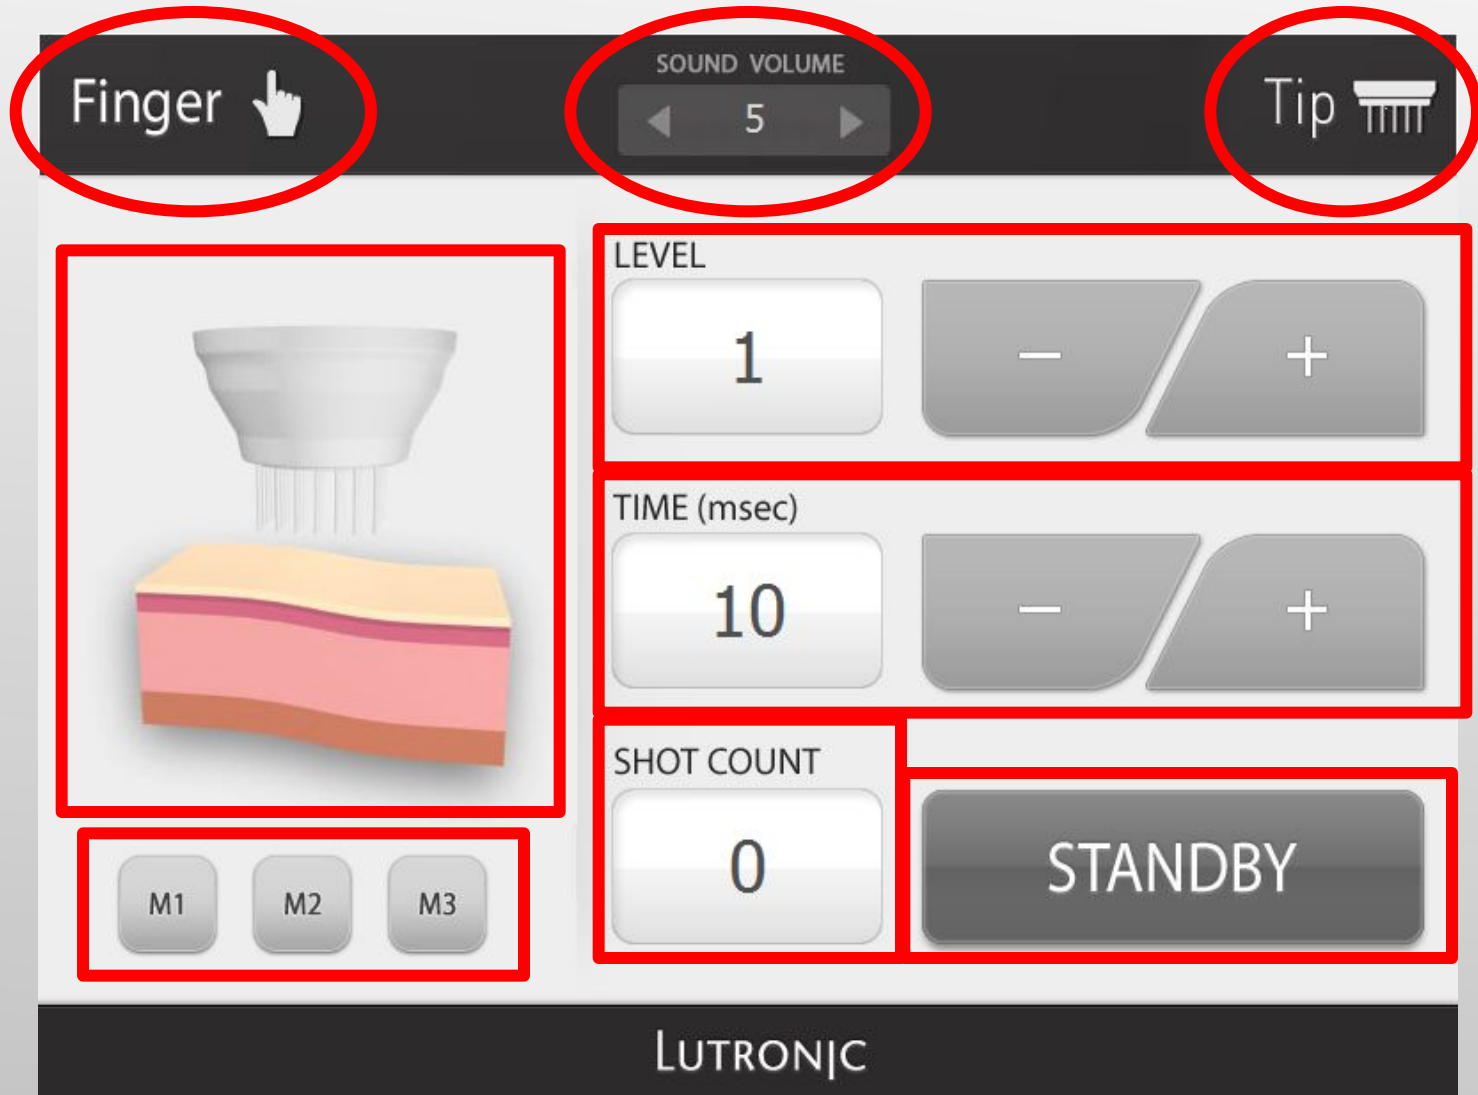 Finger
SOUND VOLUME
5
Tip
LEVEL
1
− +
TIME (msec)
10
− +
SHOT COUNT
0
STANDBY
M1 M2 M3
LUTRONIC